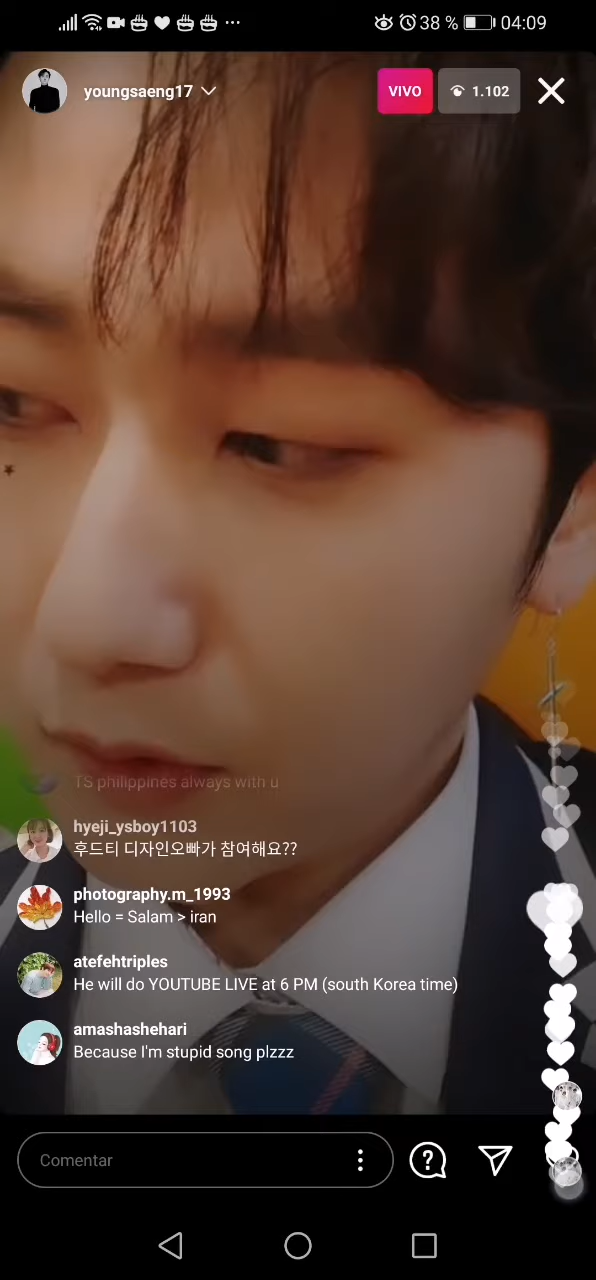 38 % 04:09
youngsaeng17
VIVO
1.102
TS philippines always with u
hyeji_ysboy1103
후드티 디자인오빠가 참여해요??
photography.m_1993
Hello = Salam > iran
atefehtriples
He will do YOUTUBE LIVE at 6 PM (south Korea time)
amashashehari
Because I'm stupid song plzzz
Comentar